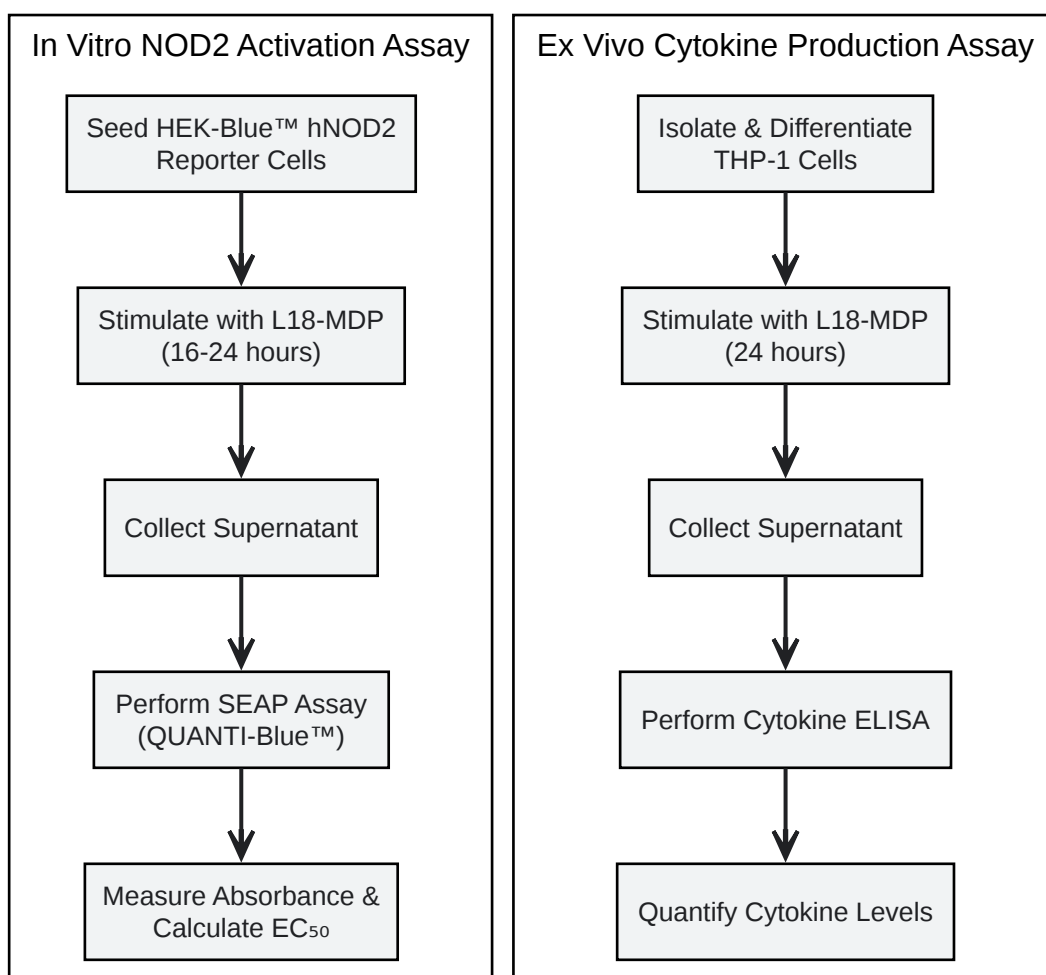 In Vitro NOD2 Activation Assay
Seed HEK-Blue™ hNOD2
Reporter Cells
Stimulate with L18-MDP
(16-24 hours)
Collect Supernatant
Perform SEAP Assay
(QUANTI-Blue™)
Measure Absorbance &
Calculate EC₅₀
Ex Vivo Cytokine Production Assay
Isolate & Differentiate
THP-1 Cells
Stimulate with L18-MDP
(24 hours)
Collect Supernatant
Perform Cytokine ELISA
Quantify Cytokine Levels